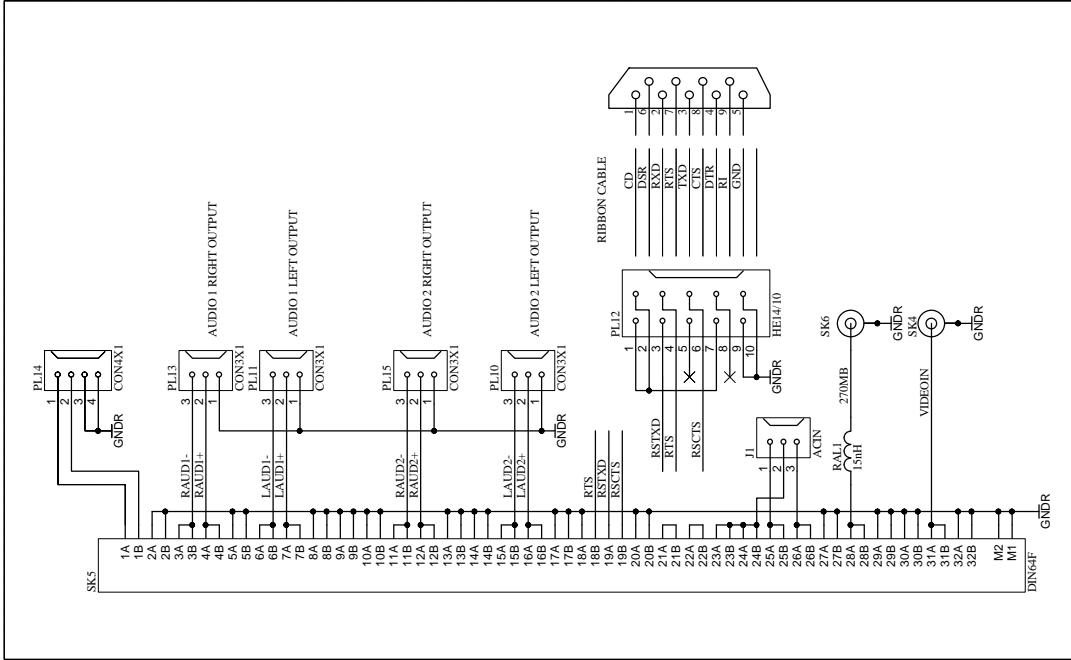 1
6
2
7
3
8
4
9
5
CD
DSR
RXD
RTS
TXD
CTS
DTR
RI
GND
RIBBON CABLE
AUDIO 1 RIGHT OUTPUT
AUDIO 1 LEFT OUTPUT
AUDIO 2 RIGHT OUTPUT
AUDIO 2 LEFT OUTPUT
PL14
1
2
3
4
CON4X1
GNDR
PL13
3
2
1
CON3X1
PL11
3
2
1
CON3X1
PL15
3
2
1
CON3X1
PL10
3
2
1
CON3X1
GNDR
PL12
1
2
3
4
5
6
7
8
9
10
HE14/10
GNDR
SK6
GNDR
SK4
GNDR
270MB
VIDEOIN
RAL1
15nH
J1
1
2
3
ACIN
RAUD1-
RAUD1+
LAUD1-
LAUD1+
RAUD2-
RAUD2+
LAUD2-
LAUD2+
RTS
RSTXD
RSCTS
RSTXD
RTS
RSCTS
GNDR
SK5
1A
1B
2A
2B
3A
3B
4A
4B
5A
5B
6A
6B
7A
7B
8A
8B
9A
9B
10A
10B
11A
11B
12A
12B
13A
13B
14A
14B
15A
15B
16A
16B
17A
17B
18A
18B
19A
19B
20A
20B
21A
21B
22A
22B
23A
23B
24A
24B
25A
25B
26A
26B
27A
27B
28A
28B
29A
29B
30A
30B
31A
31B
32A
32B
M2
M1
DIN64F